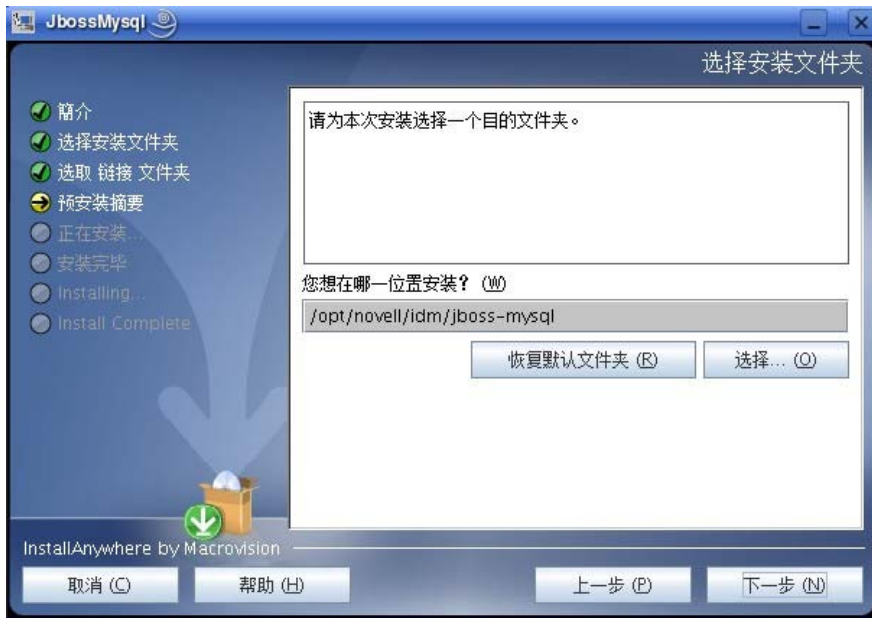 JbossMysql
选择安装文件夹
簡介
选择安装文件夹
选取 链接 文件夹
预安装摘要
正在安装...
安装完毕
Installing...
Install Complete
请为本次安装选择一个目的文件夹。
您想在哪一位置安装? (W)
/opt/novell/idm/jboss-mysql
恢复默认文件夹 (R)
选择... (O)
InstallAnywhere by Macrovision
取消 (C)
帮助 (H)
上一步 (P)
下一步 (N)